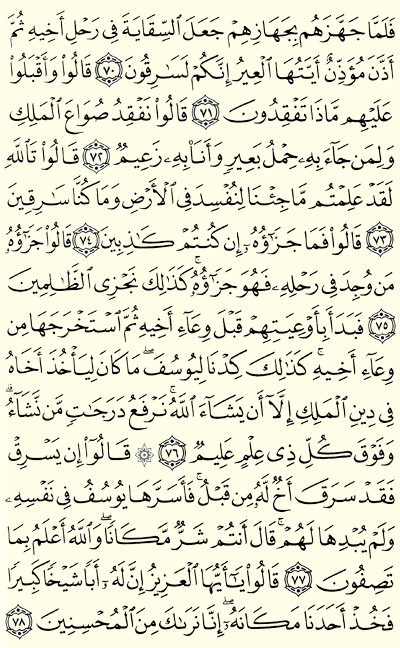 فَلَمَّا جَهَّزَهُم بِجَهَازِهِمْ جَعَلَ ٱلسِّقَايَةَ فِى رَحْلِ أَخِيهِ ثُمَّ
أَذَّنَ مُؤَذِّنٌ أَيَّتُهَا ٱلْعِيرُ إِنَّكُمْ لَسَٰرِقُونَ ٧٠ قَالُوا۟ وَأَقْبَلُوا۟
عَلَيْهِم مَّاذَا تَفْقِدُونَ ٧١ قَالُوا۟ نَفْقِدُ صُوَاعَ ٱلْمَلِكِ
وَلِمَن جَآءَ بِهِۦ حِمْلُ بَعِيرٍ وَأَنَا۠ بِهِۦ زَعِيمٌ ٧٢ قَالُوا۟ تَٱللَّهِ
لَقَدْ عَلِمْتُم مَّا جِئْنَا لِنُفْسِدَ فِى ٱلْأَرْضِ وَمَا كُنَّا سَٰرِقِينَ
٧٣ قَالُوا۟ فَمَا جَزَٰٓؤُهُۥٓ إِن كُنتُمْ كَٰذِبِينَ ٧٤ قَالُوا۟ جَزَٰٓؤُهُۥ
مَن وُجِدَ فِى رَحْلِهِۦ فَهُوَ جَزَٰٓؤُهُۥ ۚ كَذَٰلِكَ نَجْزِى ٱلظَّٰلِمِينَ
٧٥ فَبَدَأَ بِأَوْعِيَتِهِمْ قَبْلَ وِعَآءِ أَخِيهِ ثُمَّ ٱسْتَخْرَجَهَا مِن
وِعَآءِ أَخِيهِ ۚ كَذَٰلِكَ كِدْنَا لِيُوسُفَ ۖ مَا كَانَ لِيَأْخُذَ أَخَاهُ
فِى دِينِ ٱلْمَلِكِ إِلَّآ أَن يَشَآءَ ٱللَّهُ ۚ نَرْفَعُ دَرَجَٰتٍ مَّن نَّشَآءُ ۗ
وَفَوْقَ كُلِّ ذِى عِلْمٍ عَلِيمٌ ٧٦ ۞ قَالُوٓا۟ إِن يَسْرِقْ
فَقَدْ سَرَقَ أَخٌ لَّهُۥ مِن قَبْلُ ۚ فَأَسَرَّهَا يُوسُفُ فِى نَفْسِهِۦ
وَلَمْ يُبْدِهَا لَهُمْ ۚ قَالَ أَنتُمْ شَرٌّ مَّكَانًا ۖ وَٱللَّهُ أَعْلَمُ بِمَا
تَصِفُونَ ٧٧ قَالُوا۟ يَٰٓأَيُّهَا ٱلْعَزِيزُ إِنَّ لَهُۥٓ أَبًا شَيْخًا كَبِيرًا
فَخُذْ أَحَدَنَا مَكَانَهُۥٓ ۖ إِنَّا نَرَىٰكَ مِنَ ٱلْمُحْسِنِينَ ٧٨